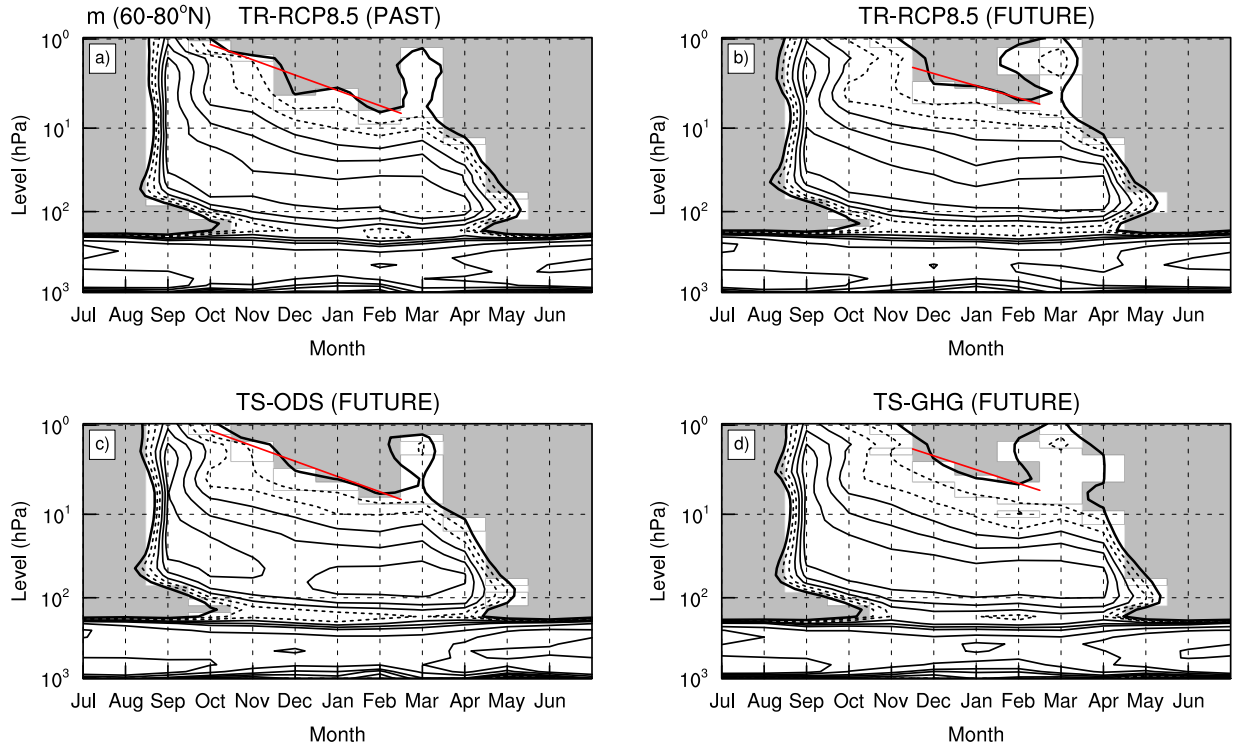 m (60-80°N) TR-RCP8.5 (PAST)
a)
10⁰
10¹
10²
10³
Level (hPa)
Jul Aug Sep Oct Nov Dec Jan Feb Mar Apr May Jun
Month
TR-RCP8.5 (FUTURE)
b)
10⁰
10¹
10²
10³
Level (hPa)
Jul Aug Sep Oct Nov Dec Jan Feb Mar Apr May Jun
Month
TS-ODS (FUTURE)
c)
10⁰
10¹
10²
10³
Level (hPa)
Jul Aug Sep Oct Nov Dec Jan Feb Mar Apr May Jun
Month
TS-GHG (FUTURE)
d)
10⁰
10¹
10²
10³
Level (hPa)
Jul Aug Sep Oct Nov Dec Jan Feb Mar Apr May Jun
Month